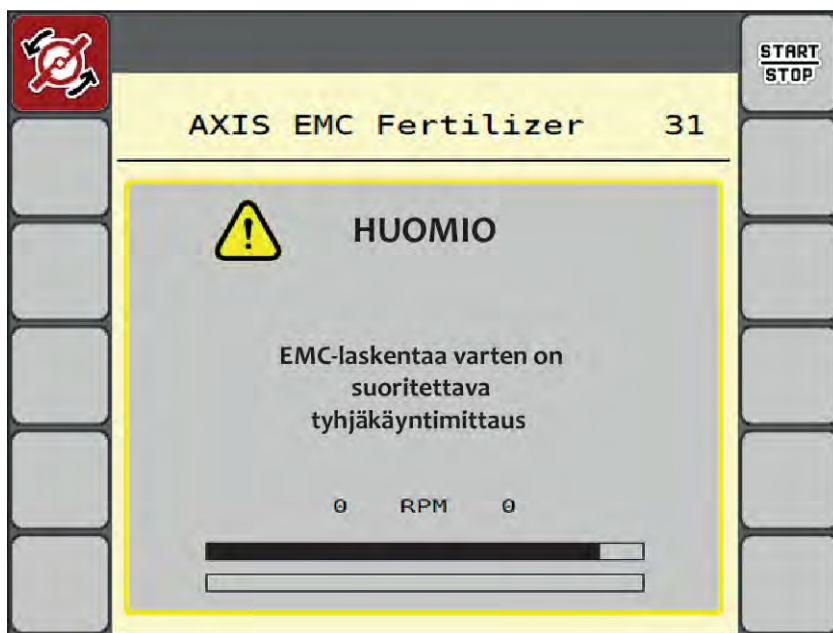 START
STOP
AXIS EMC Fertilizer 31
HUOMIO
EMC-laskentaa varten on
suoritettava
tyhjäkäyntimittaus
0 RPM 0